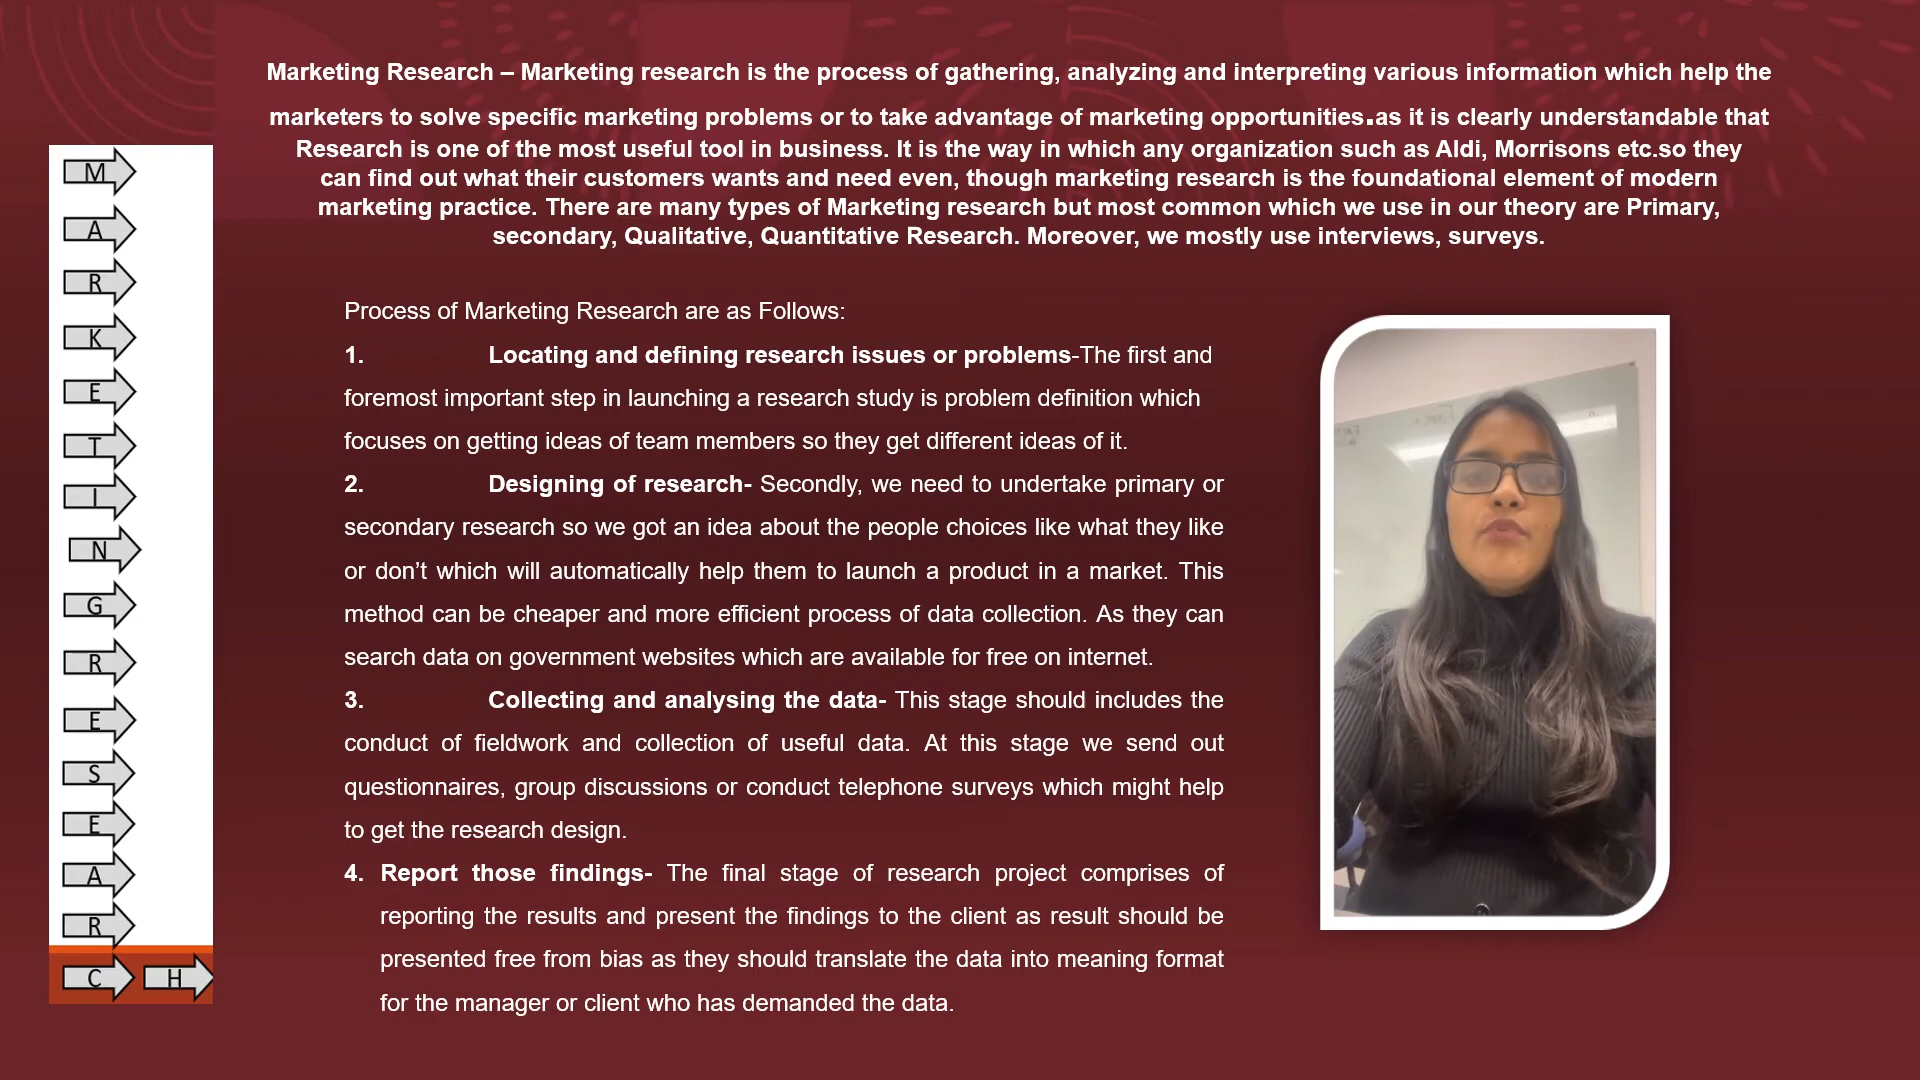 Marketing Research – Marketing research is the process of gathering, analyzing and interpreting various information which help the
marketers to solve specific marketing problems or to take advantage of marketing opportunities.as it is clearly understandable that
Research is one of the most useful tool in business. It is the way in which any organization such as Aldi, Morrisons etc.so they
can find out what their customers wants and need even, though marketing research is the foundational element of modern
marketing practice. There are many types of Marketing research but most common which we use in our theory are Primary,
secondary, Qualitative, Quantitative Research. Moreover, we mostly use interviews, surveys.
M
A
R
K
E
T
I
N
G
R
E
S
E
A
R
C H
Process of Marketing Research are as Follows:
1. Locating and defining research issues or problems-The first and
foremost important step in launching a research study is problem definition which
focuses on getting ideas of team members so they get different ideas of it.
2. Designing of research- Secondly, we need to undertake primary or
secondary research so we got an idea about the people choices like what they like
or don’t which will automatically help them to launch a product in a market. This
method can be cheaper and more efficient process of data collection. As they can
search data on government websites which are available for free on internet.
3. Collecting and analysing the data- This stage should includes the
conduct of fieldwork and collection of useful data. At this stage we send out
questionnaires, group discussions or conduct telephone surveys which might help
to get the research design.
4. Report those findings- The final stage of research project comprises of
reporting the results and present the findings to the client as result should be
presented free from bias as they should translate the data into meaning format
for the manager or client who has demanded the data.